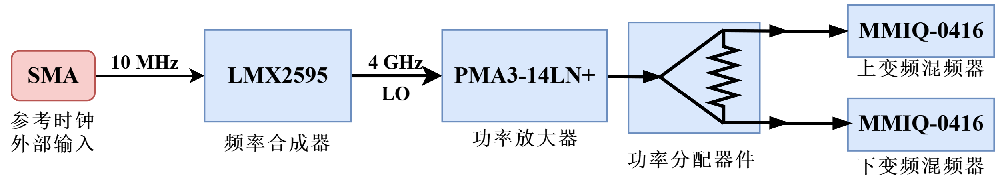 SMA
参考时钟
外部输入
10 MHz
LMX2595
频率合成器
4 GHz
LO
PMA3-14LN+
功率放大器
功率分配器件
MMIQ-0416
上变频混频器
MMIQ-0416
下变频混频器